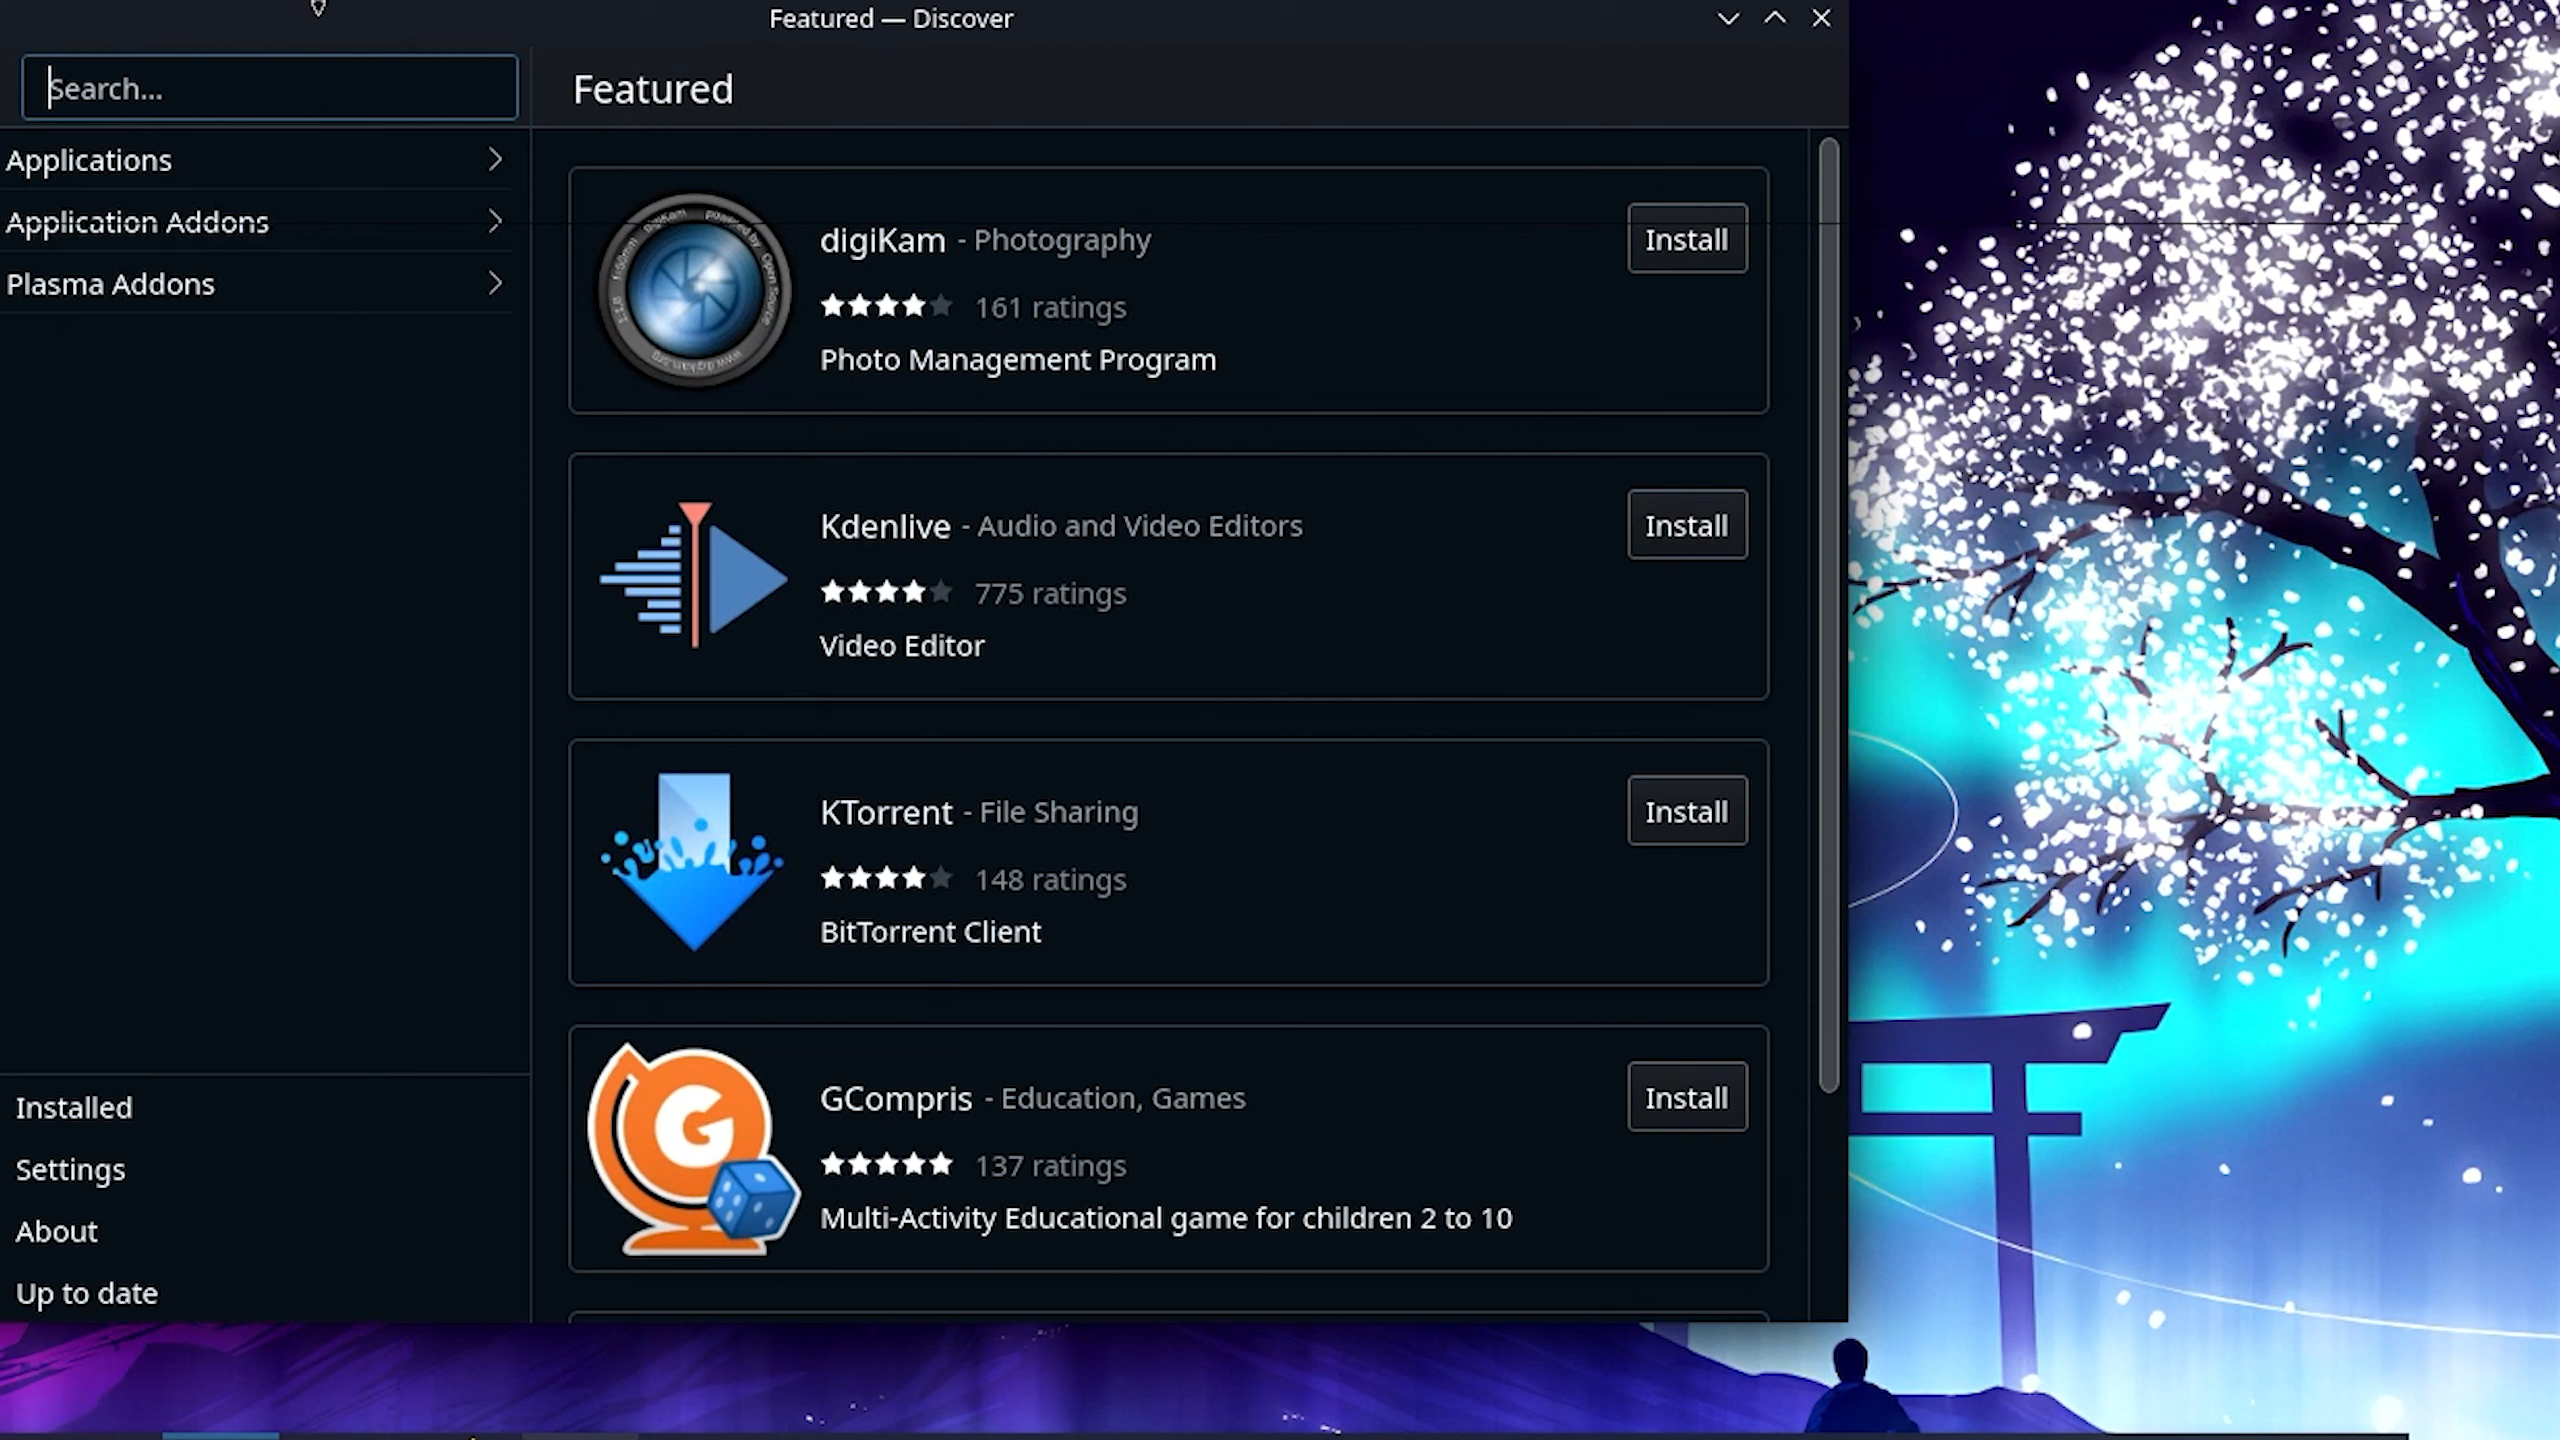 Featured — Discover
Search...
Featured
Applications
Application Addons
Plasma Addons
digiKam - Photography
Install
161 ratings
Photo Management Program
Kdenlive - Audio and Video Editors
Install
775 ratings
Video Editor
KTorrent - File Sharing
Install
148 ratings
BitTorrent Client
GCompris - Education, Games
Install
137 ratings
Multi-Activity Educational game for children 2 to 10
Installed
Settings
About
Up to date